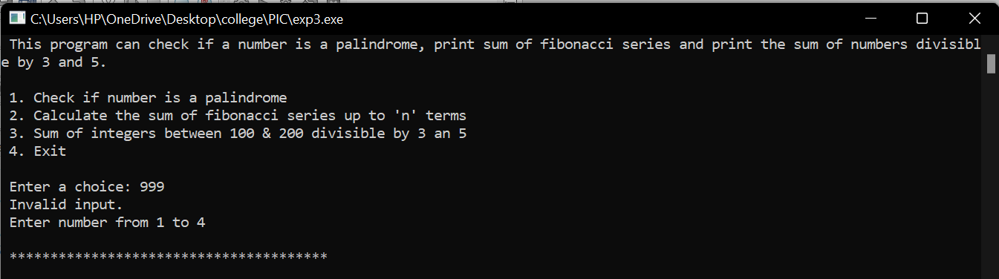 C:\Users\HP\OneDrive\Desktop\college\PIC\exp3.exe
This program can check if a number is a palindrome, print sum of fibonacci series and print the sum of numbers divisibl
e by 3 and 5.
1. Check if number is a palindrome
2. Calculate the sum of fibonacci series up to 'n' terms
3. Sum of integers between 100 & 200 divisible by 3 an 5
4. Exit
Enter a choice: 999
Invalid input.
Enter number from 1 to 4
***************************************